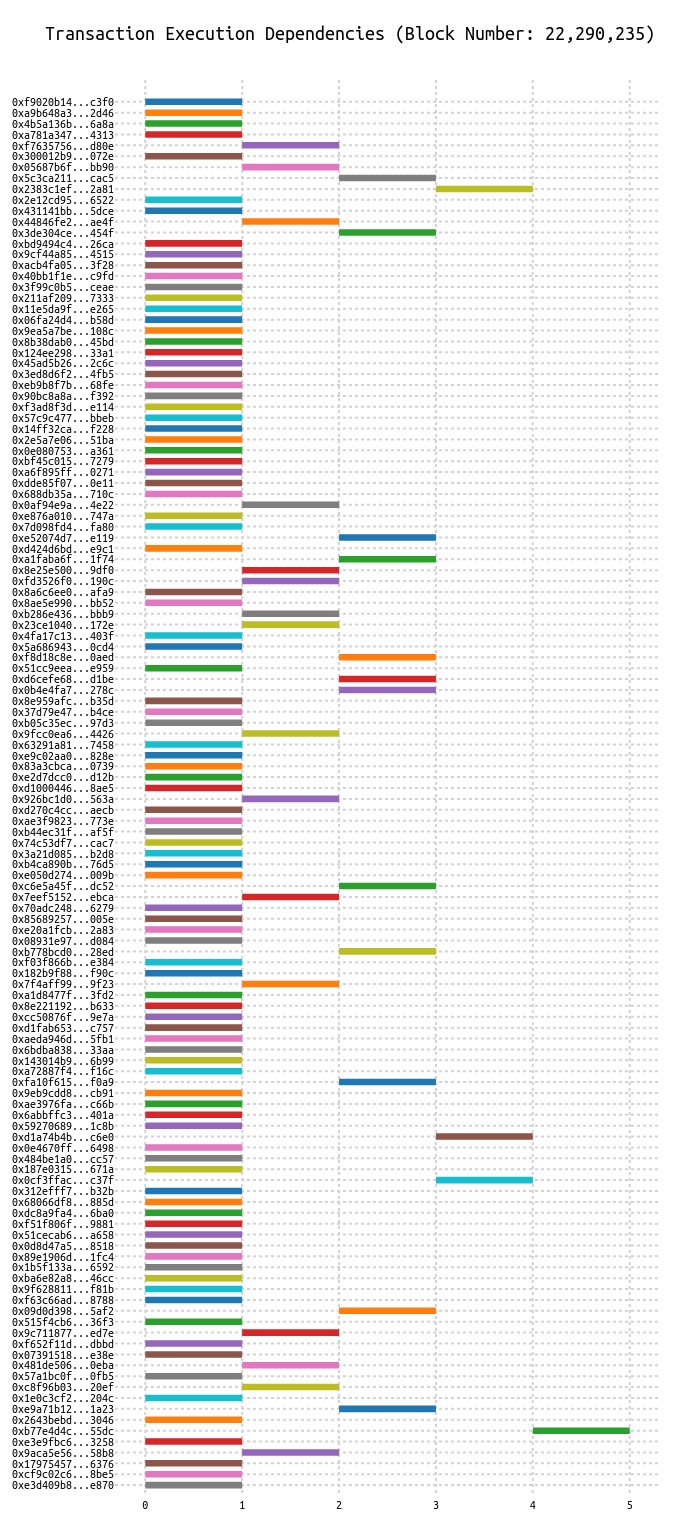 Transaction Execution Dependencies (Block Number: 22,290,235)
0xf9020b14...c3f0
0xa9b648a3...2d46
0x4b5a136b...6a8a
0xa781a347...4313
0xf7635756...d80e
0x300012b9...072e
0x05687b6f...bb90
0x5c3ca211...cac5
0x2383c1ef...2a81
0x2e12cd95...6522
0x431141bb...5dce
0x44846fe2...ae4f
0x3de304ce...454f
0xbd9494c4...26ca
0x9cf44a85...4515
0xacb4fa05...3f28
0x40bb1f1e...c9fd
0x3f99c0b5...ceae
0x211af209...7333
0x11e5da9f...e265
0x06fa24d4...b58d
0x9ea5a7be...108c
0x8b38dab0...45bd
0x124ee298...33a1
0x45ad5b26...2c6c
0x3ed8d6f2...4fb5
0xeb9b8f7b...68fe
0x90bc8a8a...f392
0xf3ad8f3d...e114
0x57c9c477...bbeb
0x14ff32ca...f228
0x2e5a7e06...51ba
0x0e080753...a361
0xbf45c015...7279
0xa6f895ff...0271
0xdde85f07...0e11
0x688db35a...710c
0x0af94e9a...4e22
0xe876a010...747a
0x7d098fd4...fa80
0xe52074d7...e119
0xd424d6bd...e9c1
0xa1faba6f...1f74
0x8e25e500...9df0
0xfd3526f0...190c
0x8a6c6ee0...afa9
0x8ae5e990...bb52
0xb286e436...bbb9
0x23ce1040...172e
0x4fa17c13...403f
0x5a686943...0cd4
0xf8d18c8e...0aed
0x51cc9eea...e959
0xd6cefe68...d1be
0x0b4e4fa7...278c
0x8e959afc...b35d
0x37d79e47...b4ce
0xb05c35ec...97d3
0x9fcc0ea6...4426
0x63291a81...7458
0xe9c02aa0...828e
0x83a3cbca...0739
0xe2d7dcc0...d12b
0xd1000446...8ae5
0x926bc1d0...563a
0xd270c4cc...aecb
0xae3f9823...773e
0xb44ec31f...af5f
0x74c53df7...cac7
0x3a21d085...b2d8
0xb4ca890b...76d5
0xe050d274...009b
0xc6e5a45f...dc52
0x7eef5152...ebca
0x70adc248...6279
0x85689257...005e
0xe20a1fcb...2a83
0x08931e97...d084
0xb778bcd0...28ed
0xf03f866b...e384
0x182b9f88...f90c
0x7f4aff99...9f23
0xa1d8477f...3fd2
0x8e221192...b633
0xcc50876f...9e7a
0xd1fab653...c757
0xaeda946d...5fb1
0x6bdba838...33aa
0x143014b9...6b99
0xa72887f4...f16c
0xfa10f615...f0a9
0x9eb9cdd8...cb91
0xae3976fa...c66b
0x6abbffc3...401a
0x59270689...1c8b
0xd1a74b4b...c6e0
0x0e4670ff...6498
0x484be1a0...cc57
0x187e0315...671a
0x0cf3ffac...c37f
0x312efff7...b32b
0x68066df8...885d
0xdc8a9fa4...6ba0
0xf51f806f...9881
0x51cecab6...a658
0x0d8d47a5...8518
0x89e1906d...1fc4
0x1b5f133a...6592
0xba6e82a8...46cc
0x9f628811...f81b
0xf63c66ad...8788
0x09d0d398...5af2
0x515f4cb6...36f3
0x9c711877...ed7e
0xf652f11d...dbbd
0x07391518...e38e
0x481de506...0eba
0x57a1bc0f...0fb5
0xc8f96b03...20ef
0x1e0c3cf2...204c
0xe9a71b12...1a23
0x2643bebd...3046
0xb77e4d4c...55dc
0xe3e9fbc6...3258
0x9aca5e56...58b8
0x17975457...6376
0xcf9c02c6...8be5
0xe3d409b8...e870
0 1 2 3 4 5